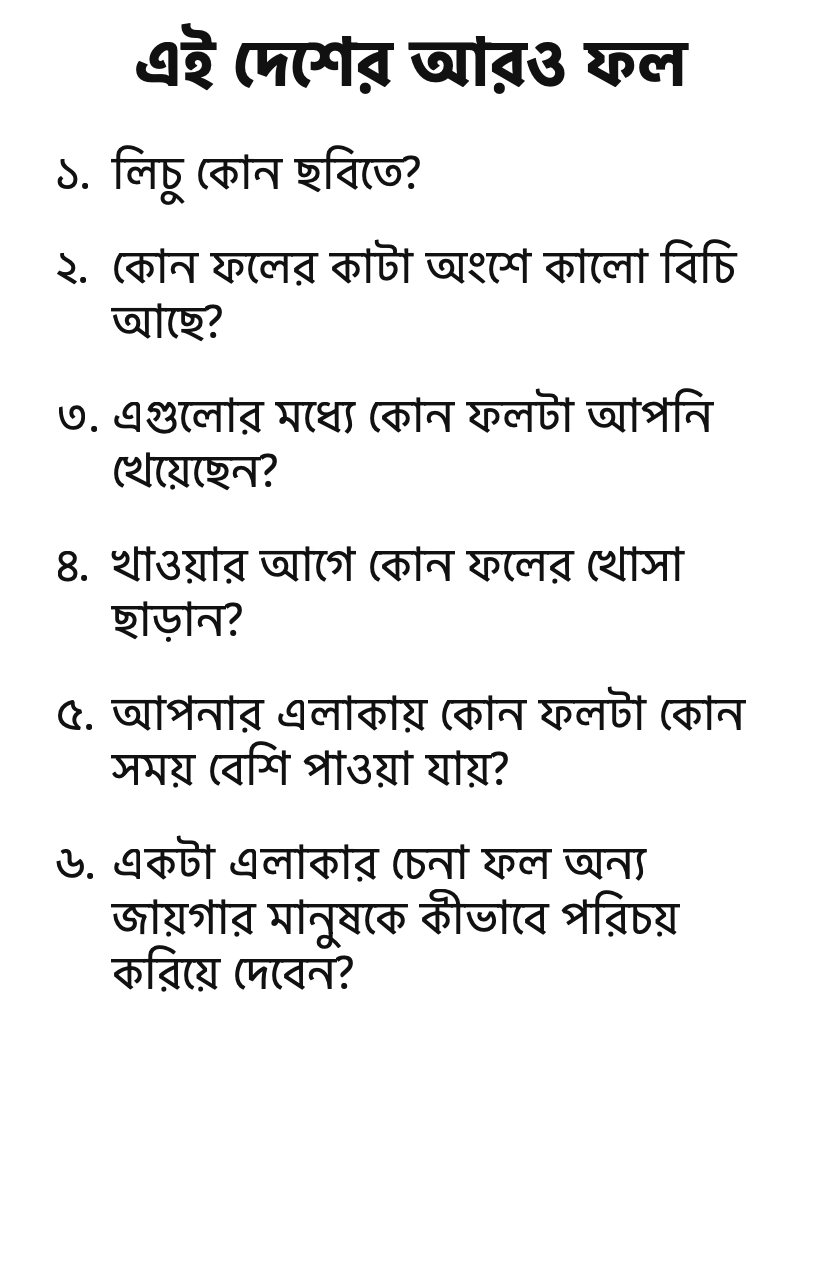 এই দেশের আরও ফল
১. লিচু কোন ছবিতে?
২. কোন ফলের কাটা অংশে কালো বিচি
আছে?
৩. এগুলোর মধ্যে কোন ফলটা আপনি
খেয়েছেন?
৪. খাওয়ার আগে কোন ফলের খোসা
ছাড়ান?
৫. আপনার এলাকায় কোন ফলটা কোন
সময় বেশি পাওয়া যায়?
৬. একটা এলাকার চেনা ফল অন্য
জায়গার মানুষকে কীভাবে পরিচয়
করিয়ে দেবেন?